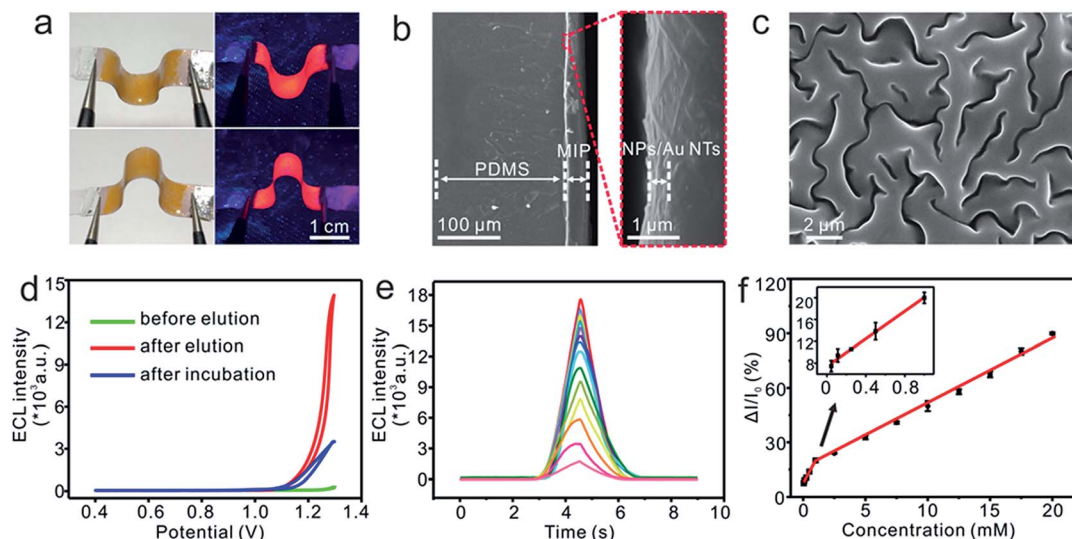 a
1 cm
b
PDMS
MIP
100 µm
NPs/Au NTs
1 µm
c
2 µm
d
ECL intensity
(*10³a.u.)
15
12
9
6
3
0
before elution
after elution
after incubation
0.4
0.6
0.8
1.0
1.2
1.4
Potential (V)
e
ECL intensity
(*10³a.u.)
18
15
12
9
6
3
0
0
2
4
6
8
10
Time (s)
f
ΔI/I₀ (%)
120
90
60
30
0
20
16
12
8
0.0
0.4
0.8
0
5
10
15
20
Concentration (mM)